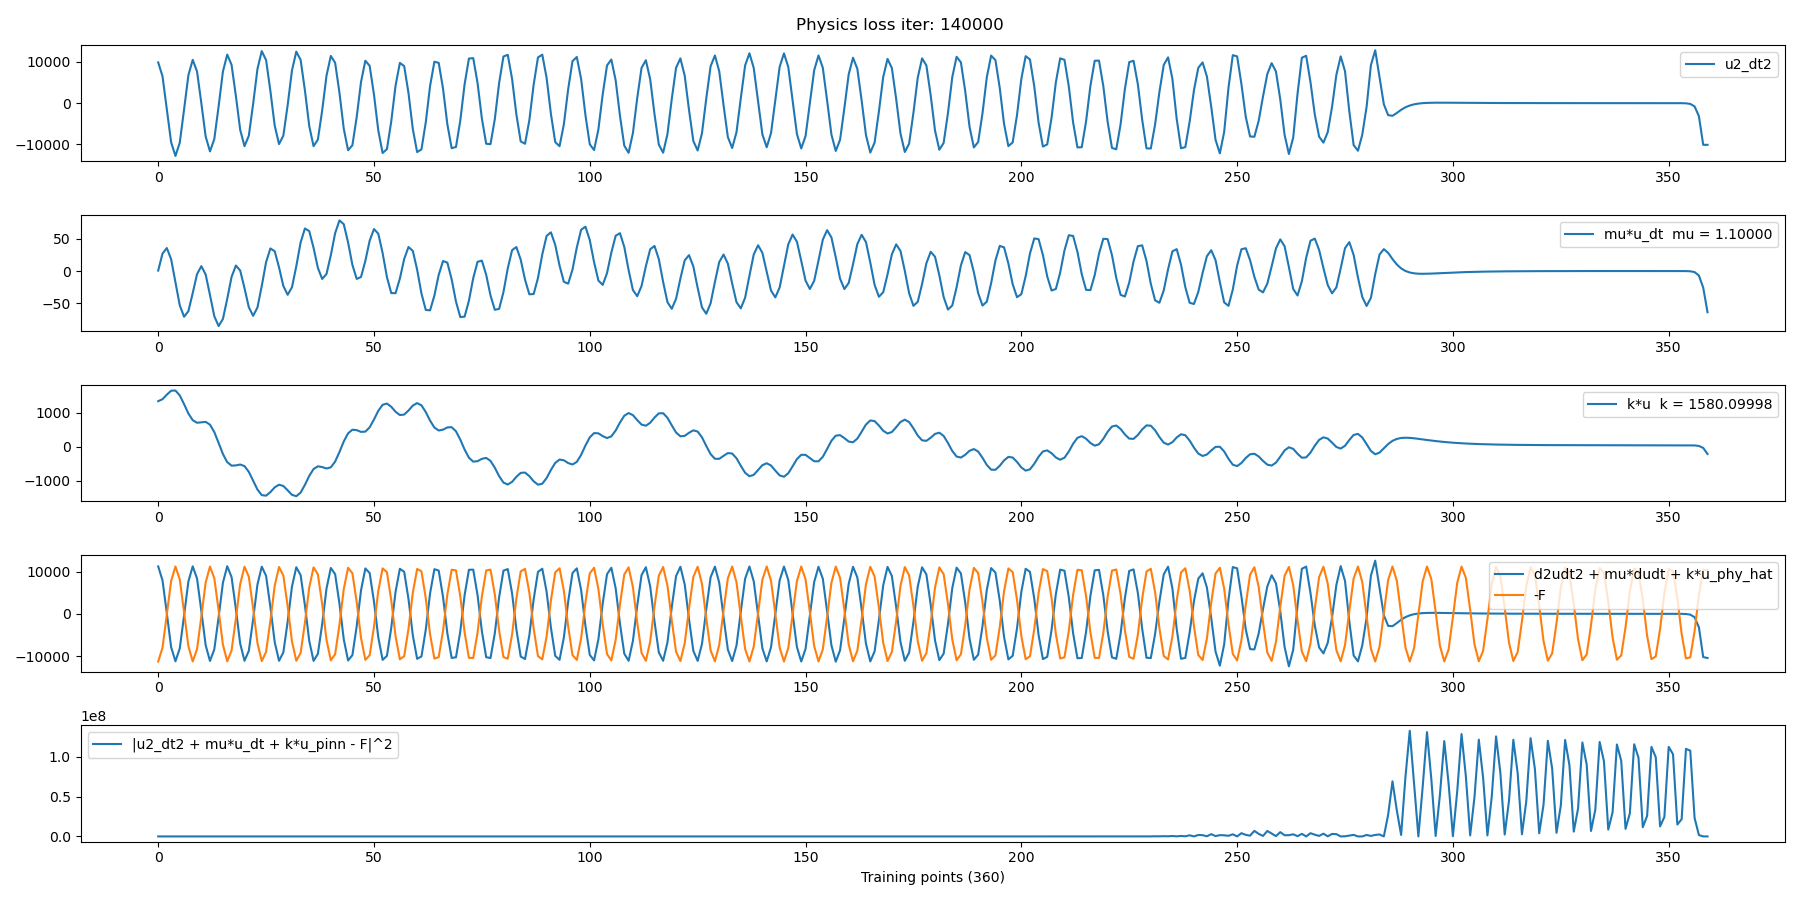 Physics loss iter: 140000
10000
0
−10000
u2_dt2
0 50 100 150 200 250 300 350
50
0
−50
mu*u_dt  mu = 1.10000
0 50 100 150 200 250 300 350
1000
0
−1000
k*u  k = 1580.09998
0 50 100 150 200 250 300 350
10000
0
−10000
d2udt2 + mu*dudt + k*u_phy_hat
-F
0 50 100 150 200 250 300 350
1e8
1.0
0.5
0.0
|u2_dt2 + mu*u_dt + k*u_pinn - F|^2
0 50 100 150 200 250 300 350
Training points (360)